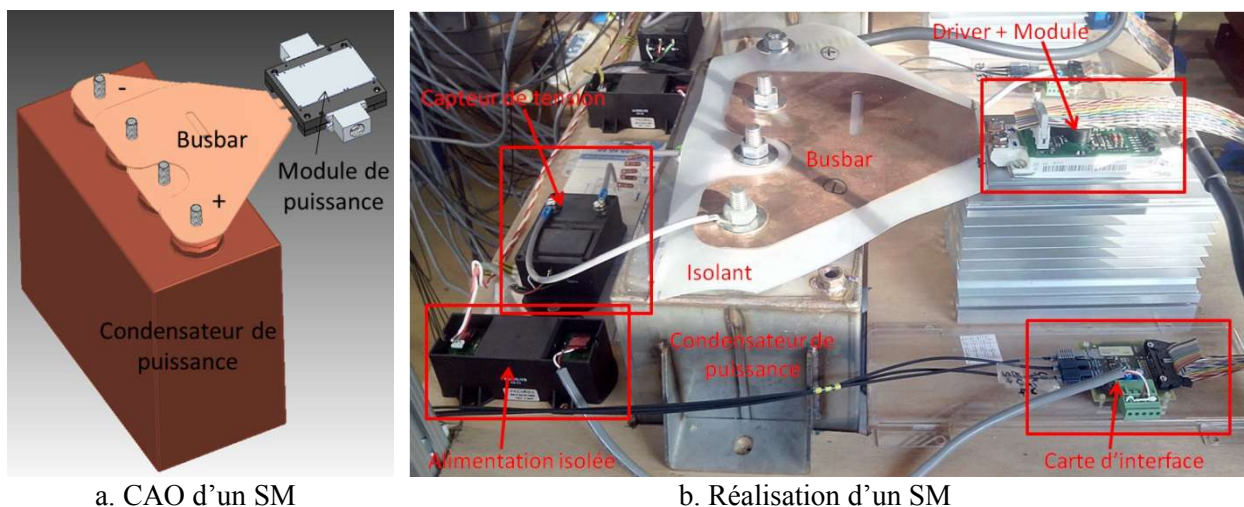 -
Busbar
Module de
puissance
+
Condensateur de
puissance
a. CAO d'un SM
Driver + Module
Capteur de tension
Busbar
Isolant
Condensateur de
puissance
Alimentation isolée
Carte d'interface
b. Réalisation d'un SM